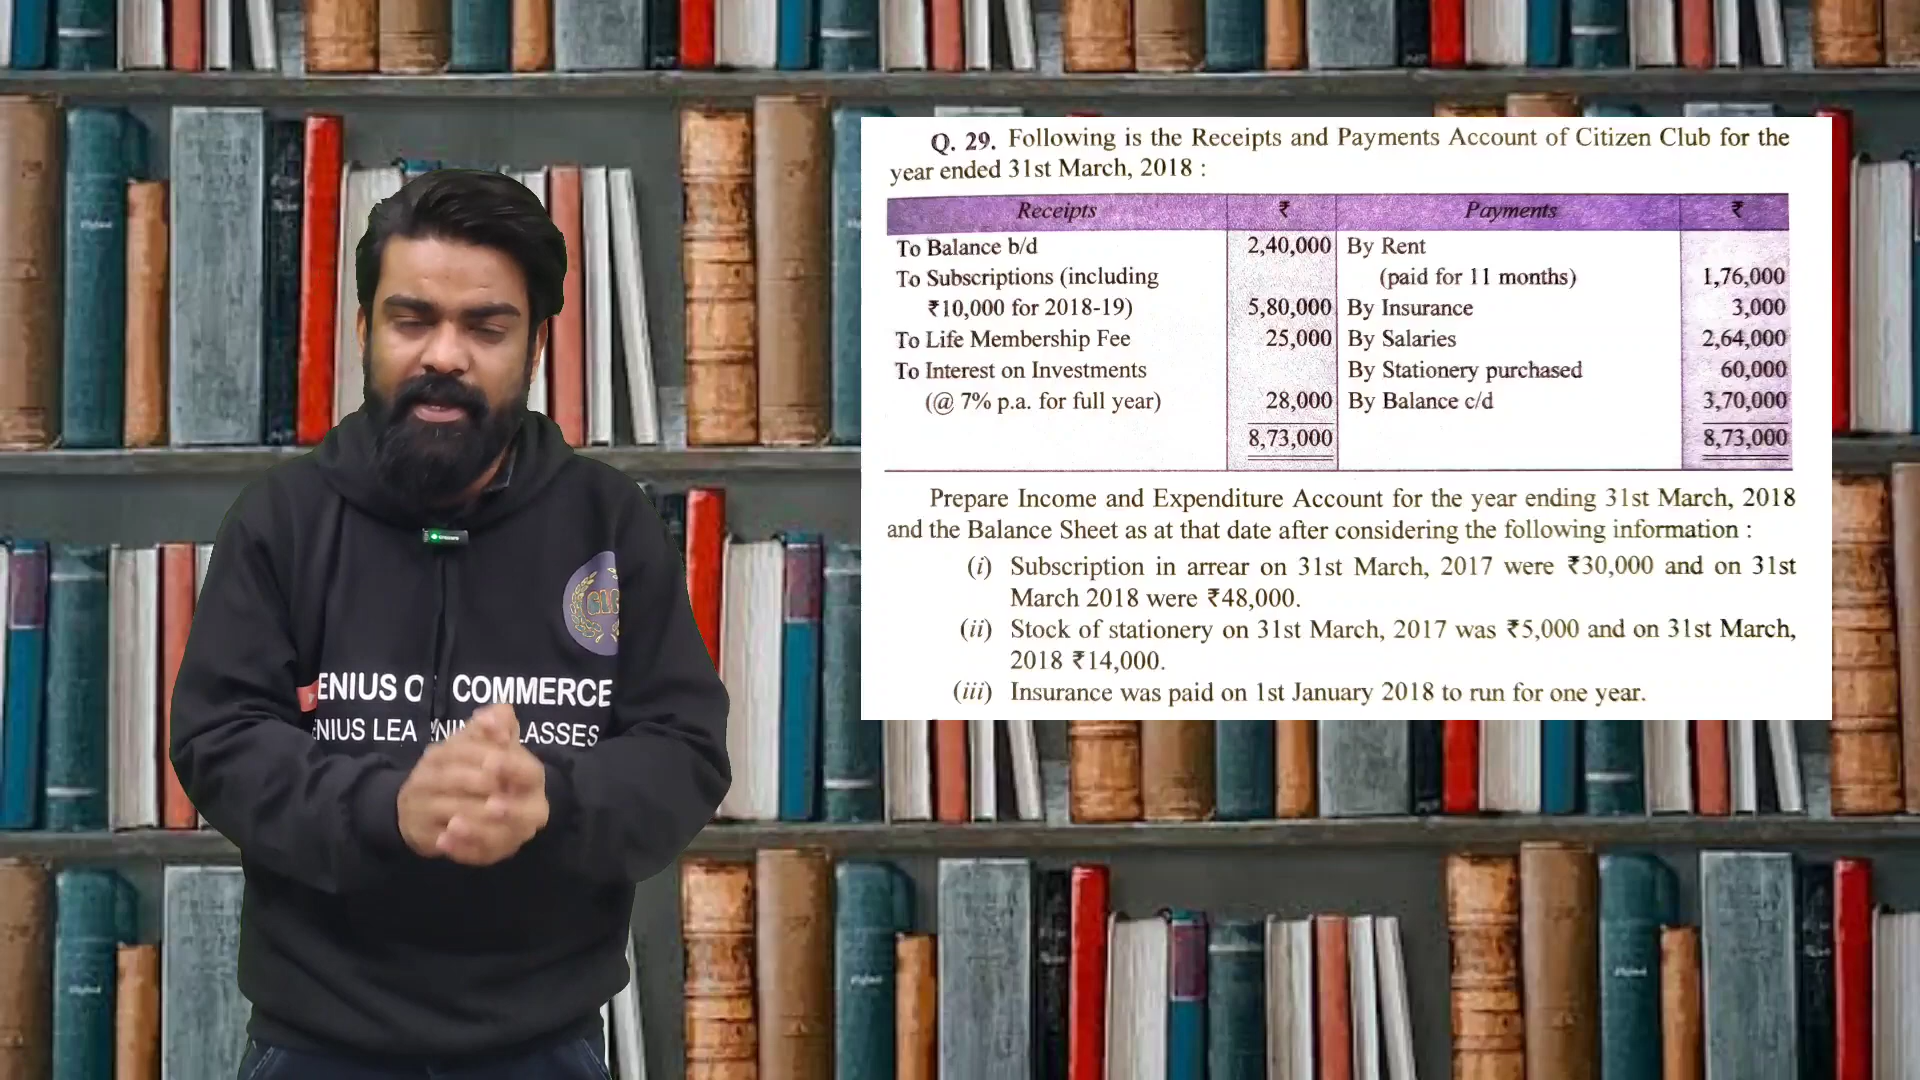 Q. 29. Following is the Receipts and Payments Account of Citizen Club for the
year ended 31st March, 2018 :
Receipts ₹ Payments ₹
To Balance b/d 2,40,000 By Rent
To Subscriptions (including (paid for 11 months) 1,76,000
₹10,000 for 2018-19) 5,80,000 By Insurance 3,000
To Life Membership Fee 25,000 By Salaries 2,64,000
To Interest on Investments By Stationery purchased 60,000
(@ 7% p.a. for full year) 28,000 By Balance c/d 3,70,000
8,73,000 8,73,000
Prepare Income and Expenditure Account for the year ending 31st March, 2018
and the Balance Sheet as at that date after considering the following information :
(i) Subscription in arrear on 31st March, 2017 were ₹30,000 and on 31st
March 2018 were ₹48,000.
(ii) Stock of stationery on 31st March, 2017 was ₹5,000 and on 31st March,
2018 ₹14,000.
(iii) Insurance was paid on 1st January 2018 to run for one year.
ENIUS O COMMERCE
NIUS LEA NIN LASSES